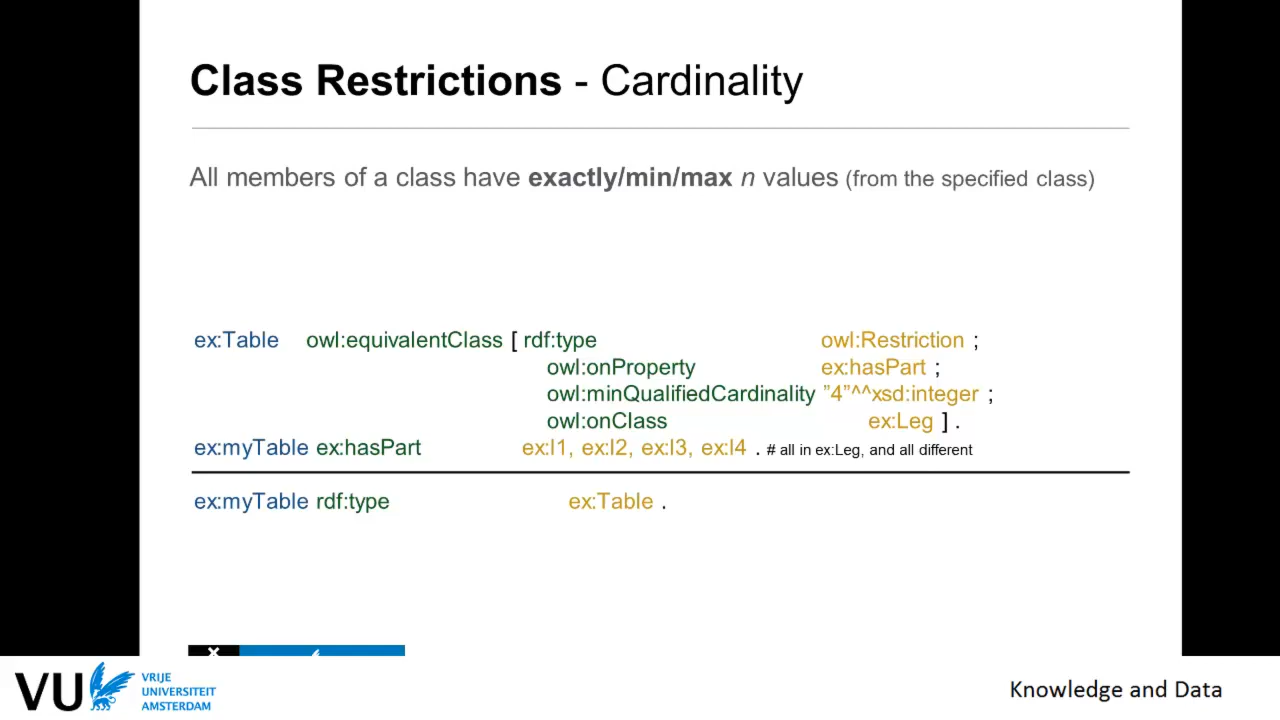 Class Restrictions - Cardinality
All members of a class have exactly/min/max n values (from the specified class)
ex:Table owl:equivalentClass [ rdf:type owl:Restriction ;
owl:onProperty ex:hasPart ;
owl:minQualifiedCardinality ”4”^^xsd:integer ;
owl:onClass ex:Leg ] .
ex:myTable ex:hasPart ex:l1, ex:l2, ex:l3, ex:l4 . # all in ex:Leg, and all different
ex:myTable rdf:type ex:Table .
VU VRIJE
UNIVERSITEIT
AMSTERDAM
Knowledge and Data